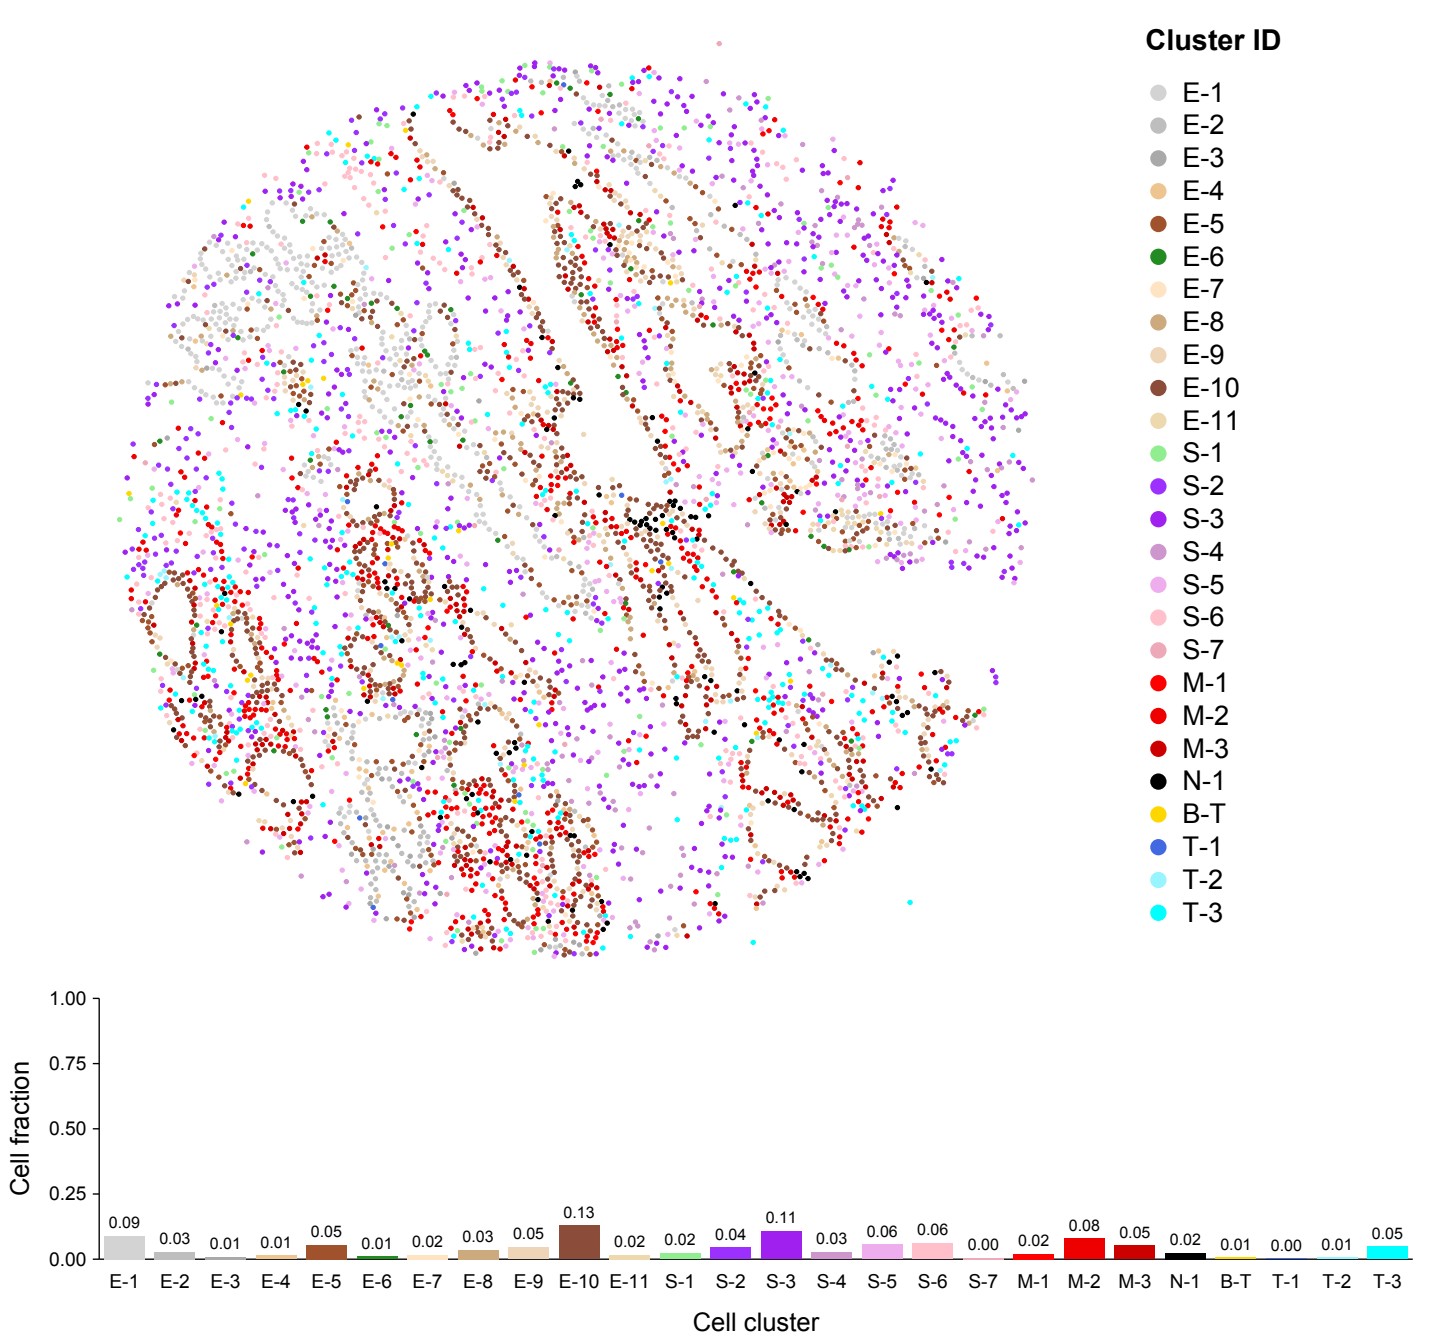 Cluster ID
E-1
E-2
E-3
E-4
E-5
E-6
E-7
E-8
E-9
E-10
E-11
S-1
S-2
S-3
S-4
S-5
S-6
S-7
M-1
M-2
M-3
N-1
B-T
T-1
T-2
T-3
1.00
0.75
0.50
0.25
0.00
Cell fraction
0.09 0.03 0.01 0.01 0.05 0.01 0.02 0.03 0.05 0.13 0.02 0.02 0.04 0.11 0.03 0.06 0.06 0.00 0.02 0.08 0.05 0.02 0.01 0.00 0.01 0.05
E-1 E-2 E-3 E-4 E-5 E-6 E-7 E-8 E-9 E-10 E-11 S-1 S-2 S-3 S-4 S-5 S-6 S-7 M-1 M-2 M-3 N-1 B-T T-1 T-2 T-3
Cell cluster